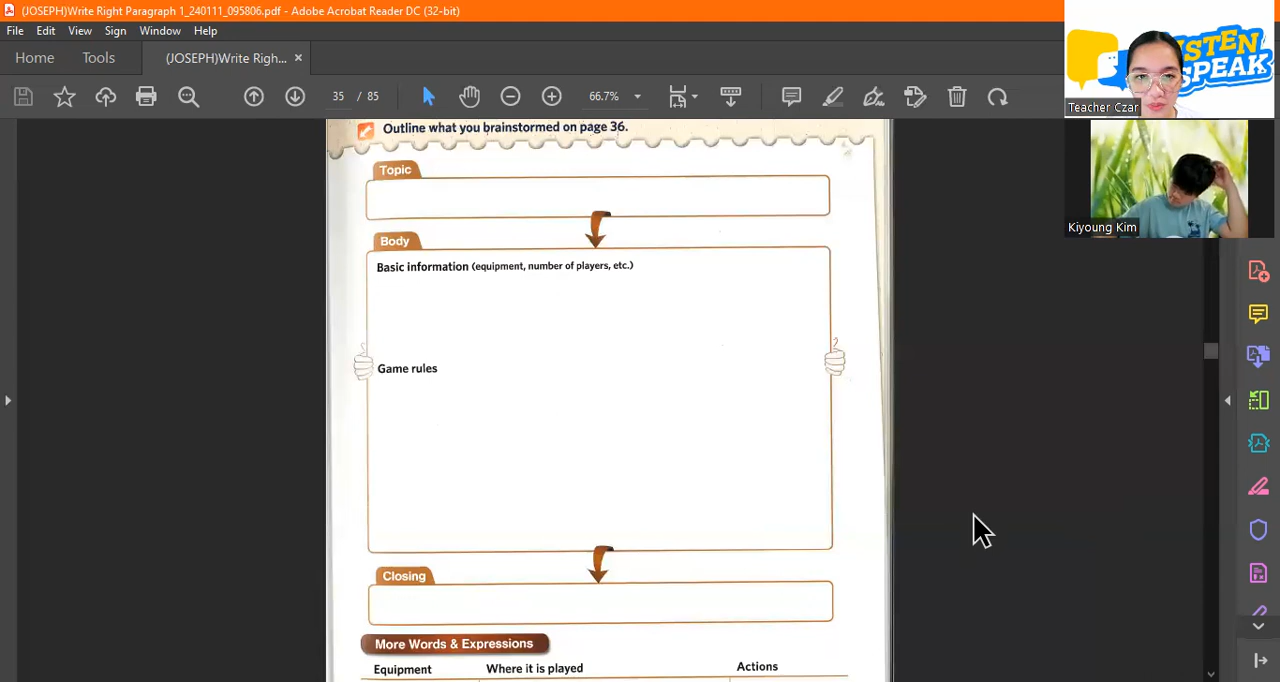 (JOSEPH)Write Right Paragraph 1_240111_095806.pdf - Adobe Acrobat Reader DC (32-bit)
File Edit View Sign Window Help
Home Tools (JOSEPH)Write Righ... ×
35 / 85 66.7%
LISTEN
SPEAK
Teacher Czar
Kiyoung Kim
Outline what you brainstormed on page 36.
Topic
Body
Basic information (equipment, number of players, etc.)
Game rules
Closing
More Words & Expressions
Equipment Where it is played Actions